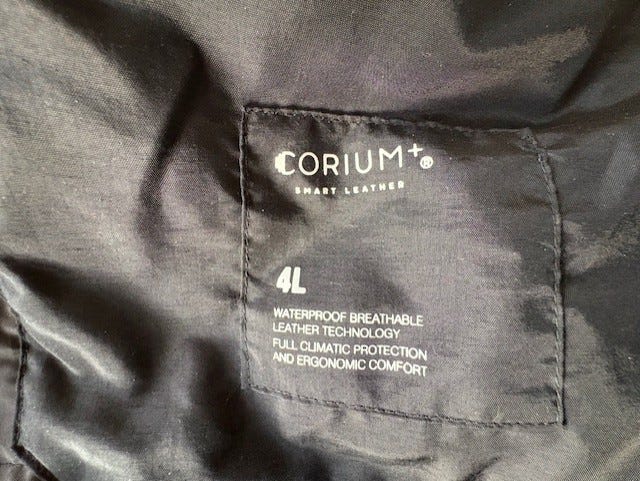 CORIUM+®
SMART LEATHER
4L
WATERPROOF BREATHABLE
LEATHER TECHNOLOGY
FULL CLIMATIC PROTECTION
AND ERGONOMIC COMFORT